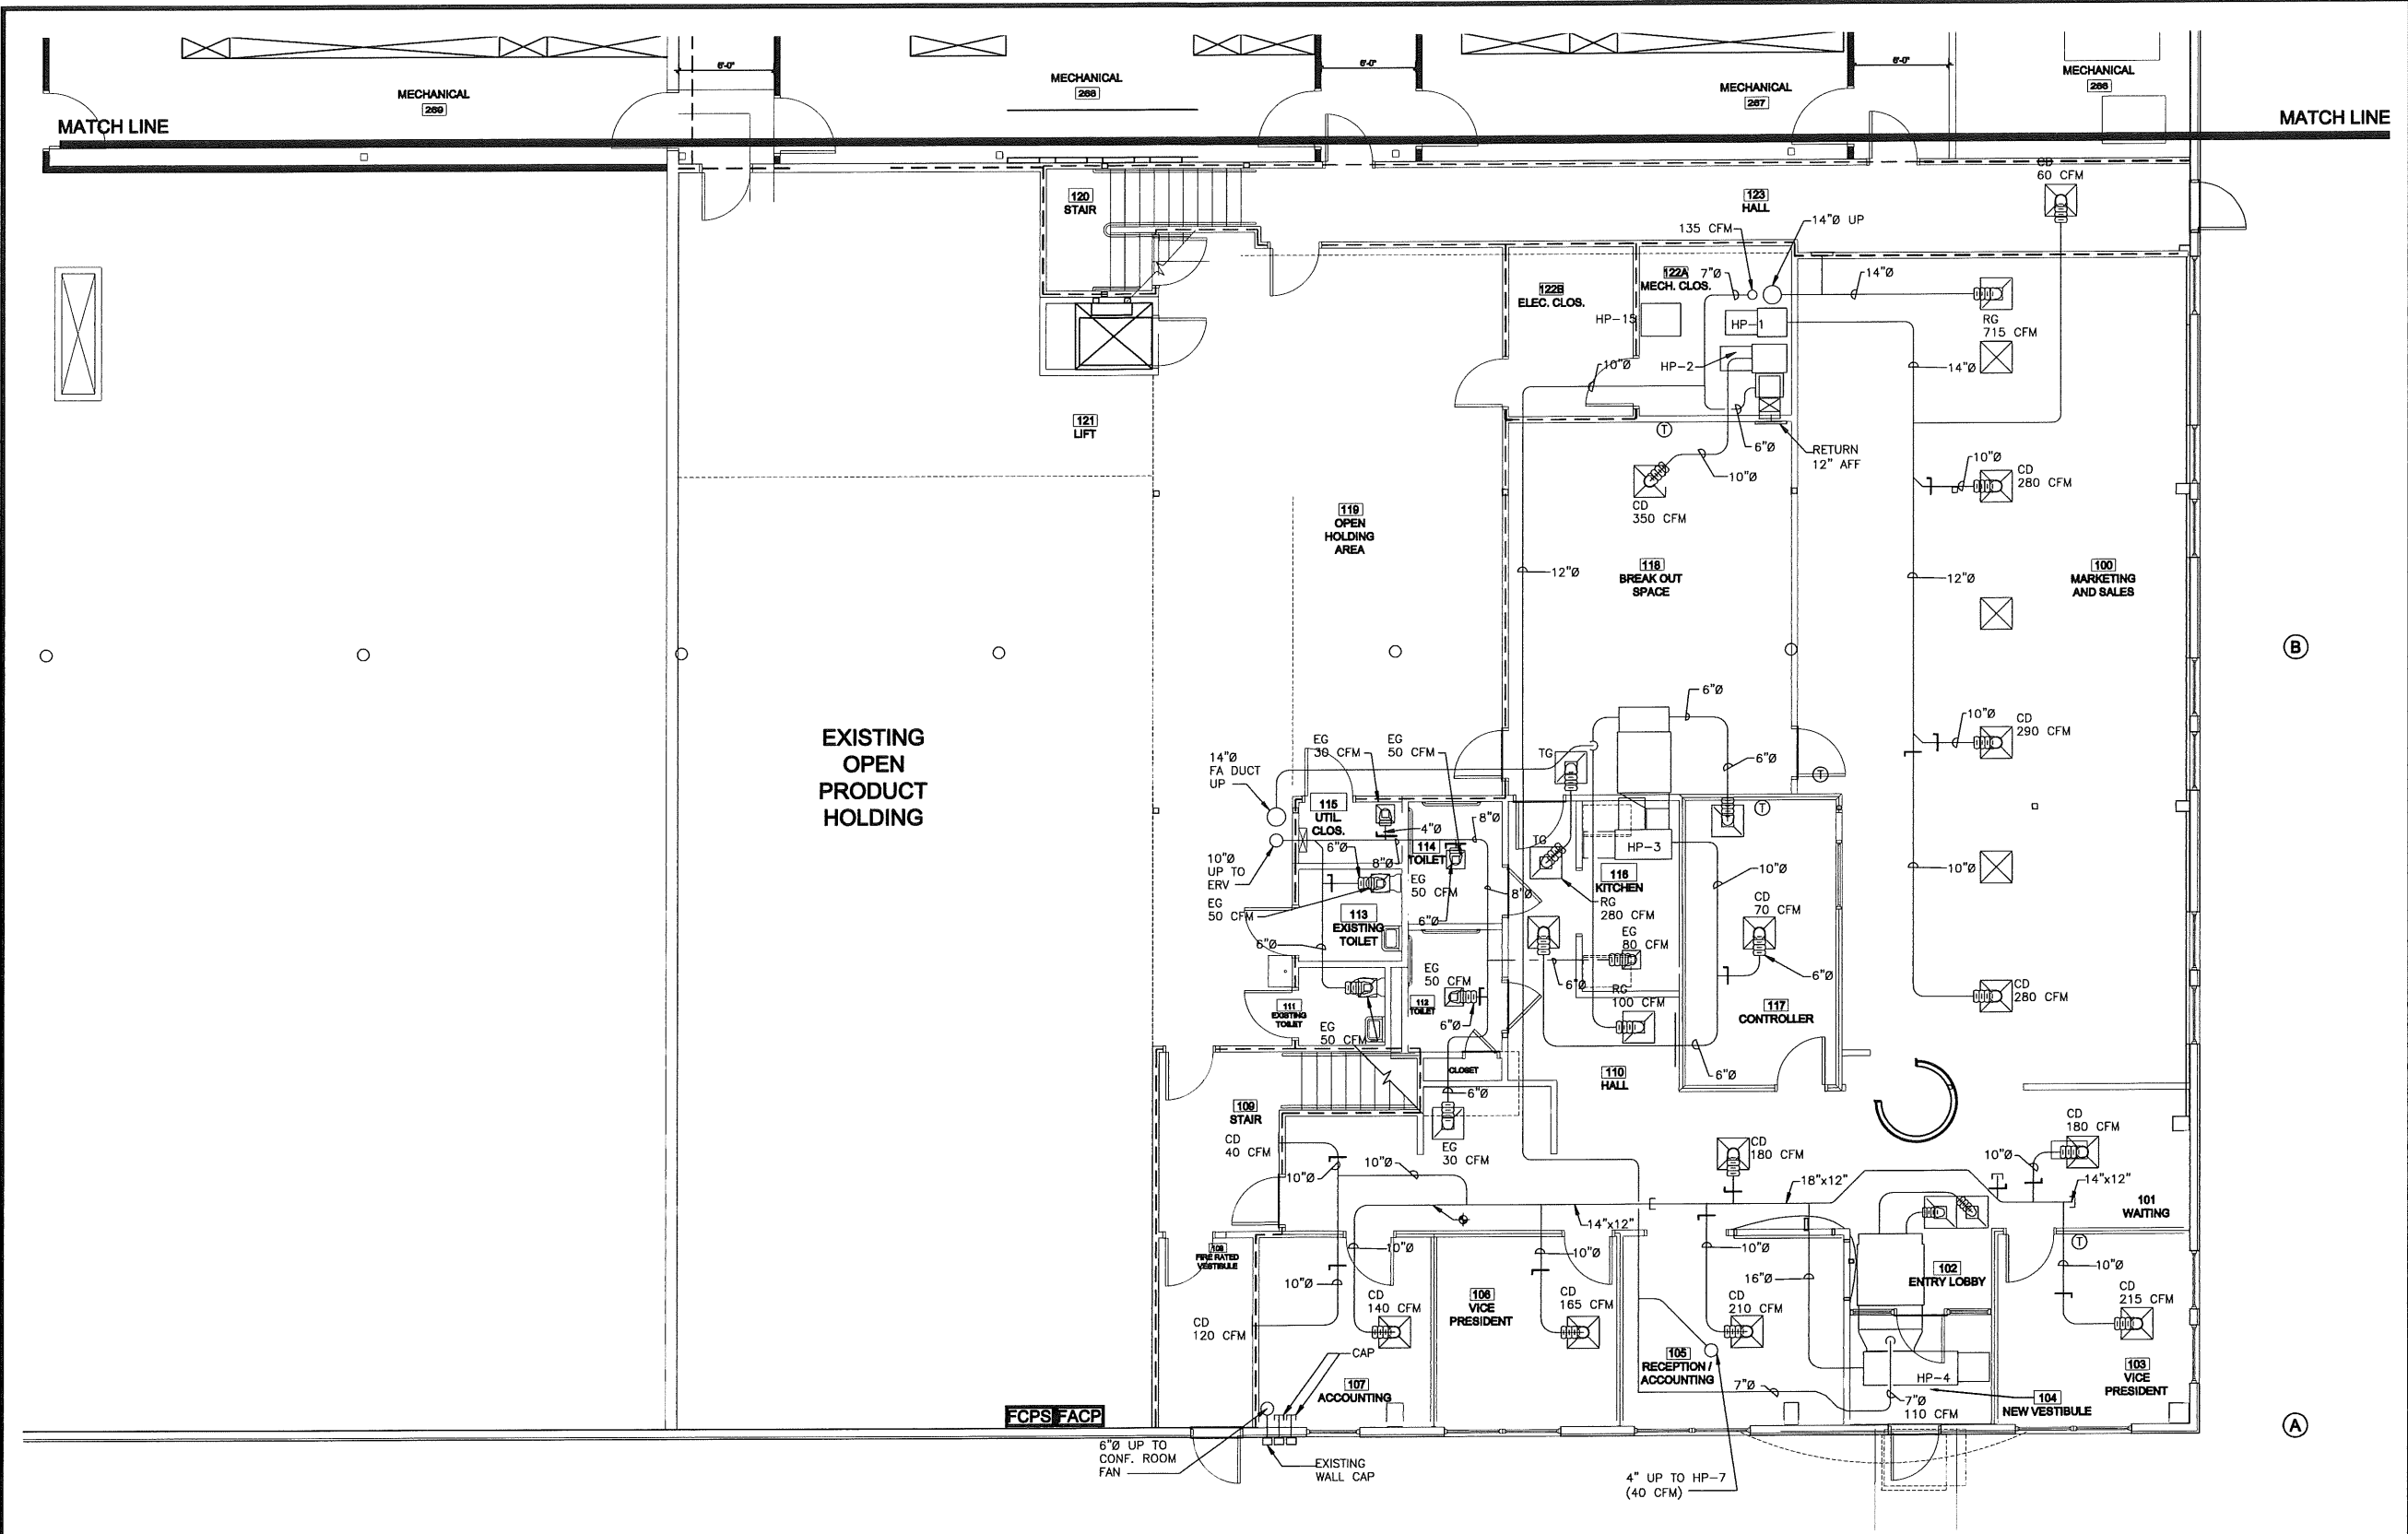 6'-0"
6'-0"
6'-0"
MECHANICAL
269
MECHANICAL
268
MECHANICAL
267
MECHANICAL
266
MATCH LINE
MATCH LINE
120
STAIR
123
HALL
CD
60 CFM
135 CFM
14"Ø UP
122A
MECH. CLOS.
7"Ø
14"Ø
122B
ELEC. CLOS.
HP-15
HP-1
RG
715 CFM
HP-2
10"Ø
14"Ø
121
LIFT
6"Ø
RETURN
12" AFF
10"Ø
10"Ø
CD
280 CFM
CD
350 CFM
119
OPEN
HOLDING
AREA
12"Ø
118
BREAK OUT
SPACE
12"Ø
100
MARKETING
AND SALES
B
EXISTING
OPEN
PRODUCT
HOLDING
6"Ø
10"Ø
CD
290 CFM
EG
30 CFM
EG
50 CFM
TG
6"Ø
14"Ø
FA DUCT
UP
115
UTIL.
CLOS.
4"Ø
8"Ø
T
T
T
T
6"Ø
8"Ø
114
TOILET
TG
HP-3
10"Ø
UP TO
ERV
EG
50 CFM
EG
50 CFM
8"Ø
116
KITCHEN
10"Ø
10"Ø
RG
280 CFM
CD
70 CFM
113
EXISTING
TOILET
6"Ø
6"Ø
EG
80 CFM
EG
50 CFM
6"Ø
6"Ø
RG
100 CFM
CD
280 CFM
111
EXISTING
TOILET
112
TOILET
6"Ø
117
CONTROLLER
EG
50 CFM
CLOSET
110
HALL
6"Ø
6"Ø
109
STAIR
CD
40 CFM
EG
30 CFM
CD
180 CFM
CD
180 CFM
10"Ø
10"Ø
10"Ø
18"x12"
14"x12"
101
WAITING
14"x12"
108
FIRE RATED
VESTIBULE
10"Ø
10"Ø
10"Ø
10"Ø
16"Ø
10"Ø
102
ENTRY LOBBY
CD
120 CFM
CD
140 CFM
106
VICE
PRESIDENT
CD
165 CFM
CD
210 CFM
CD
215 CFM
CAP
107
ACCOUNTING
105
RECEPTION /
ACCOUNTING
7"Ø
HP-4
7"Ø
110 CFM
104
NEW VESTIBULE
103
VICE
PRESIDENT
FCPS FACP
A
6"Ø UP TO
CONF. ROOM
FAN
EXISTING
WALL CAP
4" UP TO HP-7
(40 CFM)